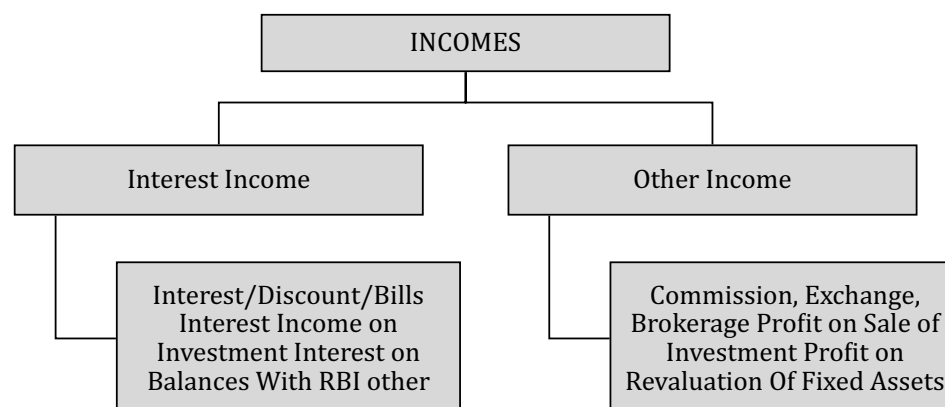 INCOMES
Interest Income
Other Income
Interest/Discount/Bills
Interest Income on
Investment Interest on
Balances With RBI other
Commission, Exchange,
Brokerage Profit on Sale of
Investment Profit on
Revaluation Of Fixed Assets